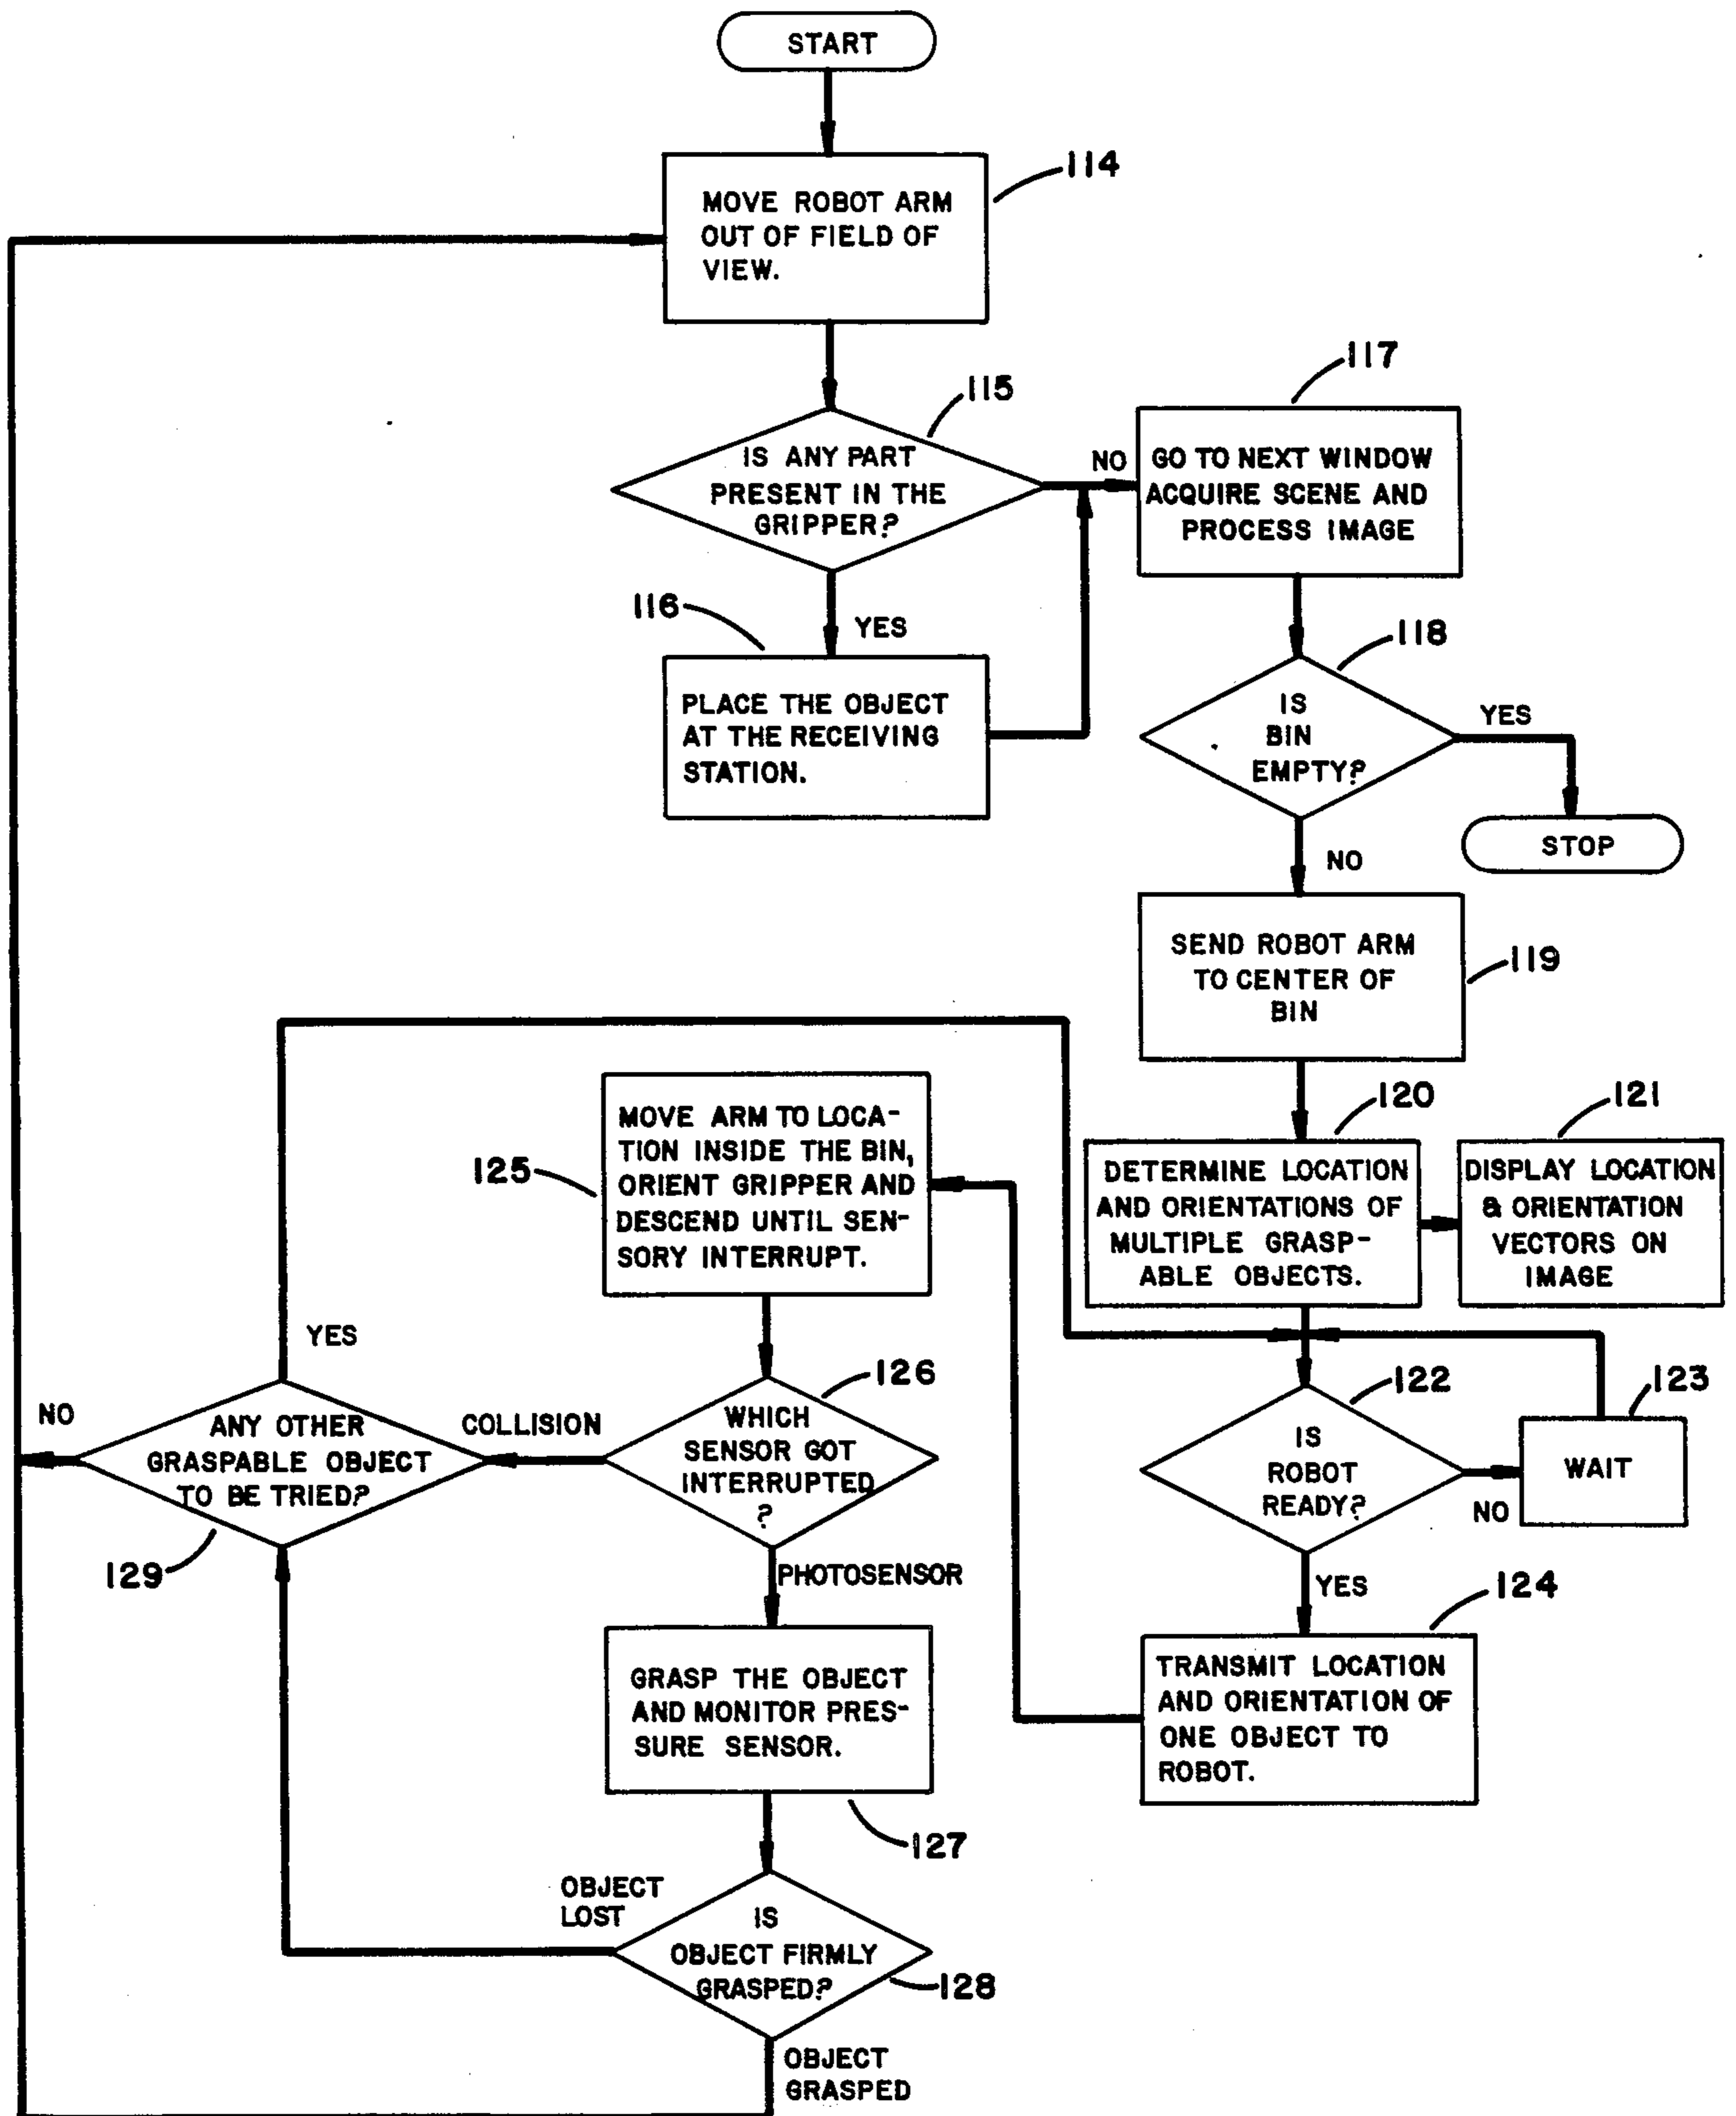 START
MOVE ROBOT ARM
OUT OF FIELD OF
VIEW.
114
115
IS ANY PART
PRESENT IN THE
GRIPPER?
NO
117
GO TO NEXT WINDOW
ACQUIRE SCENE AND
PROCESS IMAGE
116
YES
PLACE THE OBJECT
AT THE RECEIVING
STATION.
118
IS
BIN
EMPTY?
YES
STOP
NO
SEND ROBOT ARM
TO CENTER OF
BIN
119
120
DETERMINE LOCATION
AND ORIENTATIONS OF
MULTIPLE GRASP-
ABLE OBJECTS.
121
DISPLAY LOCATION
& ORIENTATION
VECTORS ON
IMAGE
122
IS
ROBOT
READY?
NO
123
WAIT
YES
124
TRANSMIT LOCATION
AND ORIENTATION OF
ONE OBJECT TO
ROBOT.
125
MOVE ARM TO LOCA-
TION INSIDE THE BIN,
ORIENT GRIPPER AND
DESCEND UNTIL SEN-
SORY INTERRUPT.
126
WHICH
SENSOR GOT
INTERRUPTED
?
COLLISION
YES
NO
ANY OTHER
GRASPABLE OBJECT
TO BE TRIED?
129
PHOTOSENSOR
GRASP THE OBJECT
AND MONITOR PRES-
SURE SENSOR.
127
OBJECT
LOST
IS
OBJECT FIRMLY
GRASPED?
128
OBJECT
GRASPED